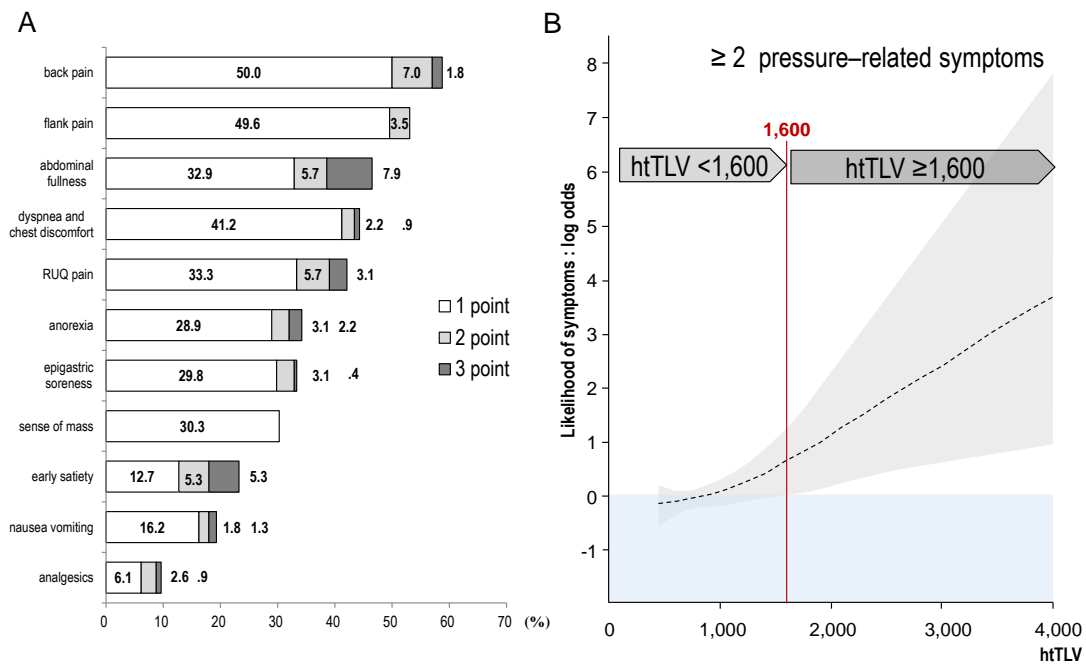 A
back pain
50.0 7.0 1.8
flank pain
49.6 3.5
abdominal
fullness
32.9 5.7 7.9
dyspnea and
chest discomfort
41.2 2.2 .9
RUQ pain
33.3 5.7 3.1
anorexia
28.9 3.1 2.2
epigastric
soreness
29.8 3.1 .4
sense of mass
30.3
early satiety
12.7 5.3 5.3
nausea vomiting
16.2 1.8 1.3
analgesics
6.1 2.6 .9
0 10 20 30 40 50 60 70 (%)
1 point
2 point
3 point
B
≥ 2 pressure–related symptoms
1,600
htTLV <1,600
htTLV ≥1,600
Likelihood of symptoms : log odds
8
7
6
5
4
3
2
1
0
-1
0 1,000 2,000 3,000 4,000
htTLV